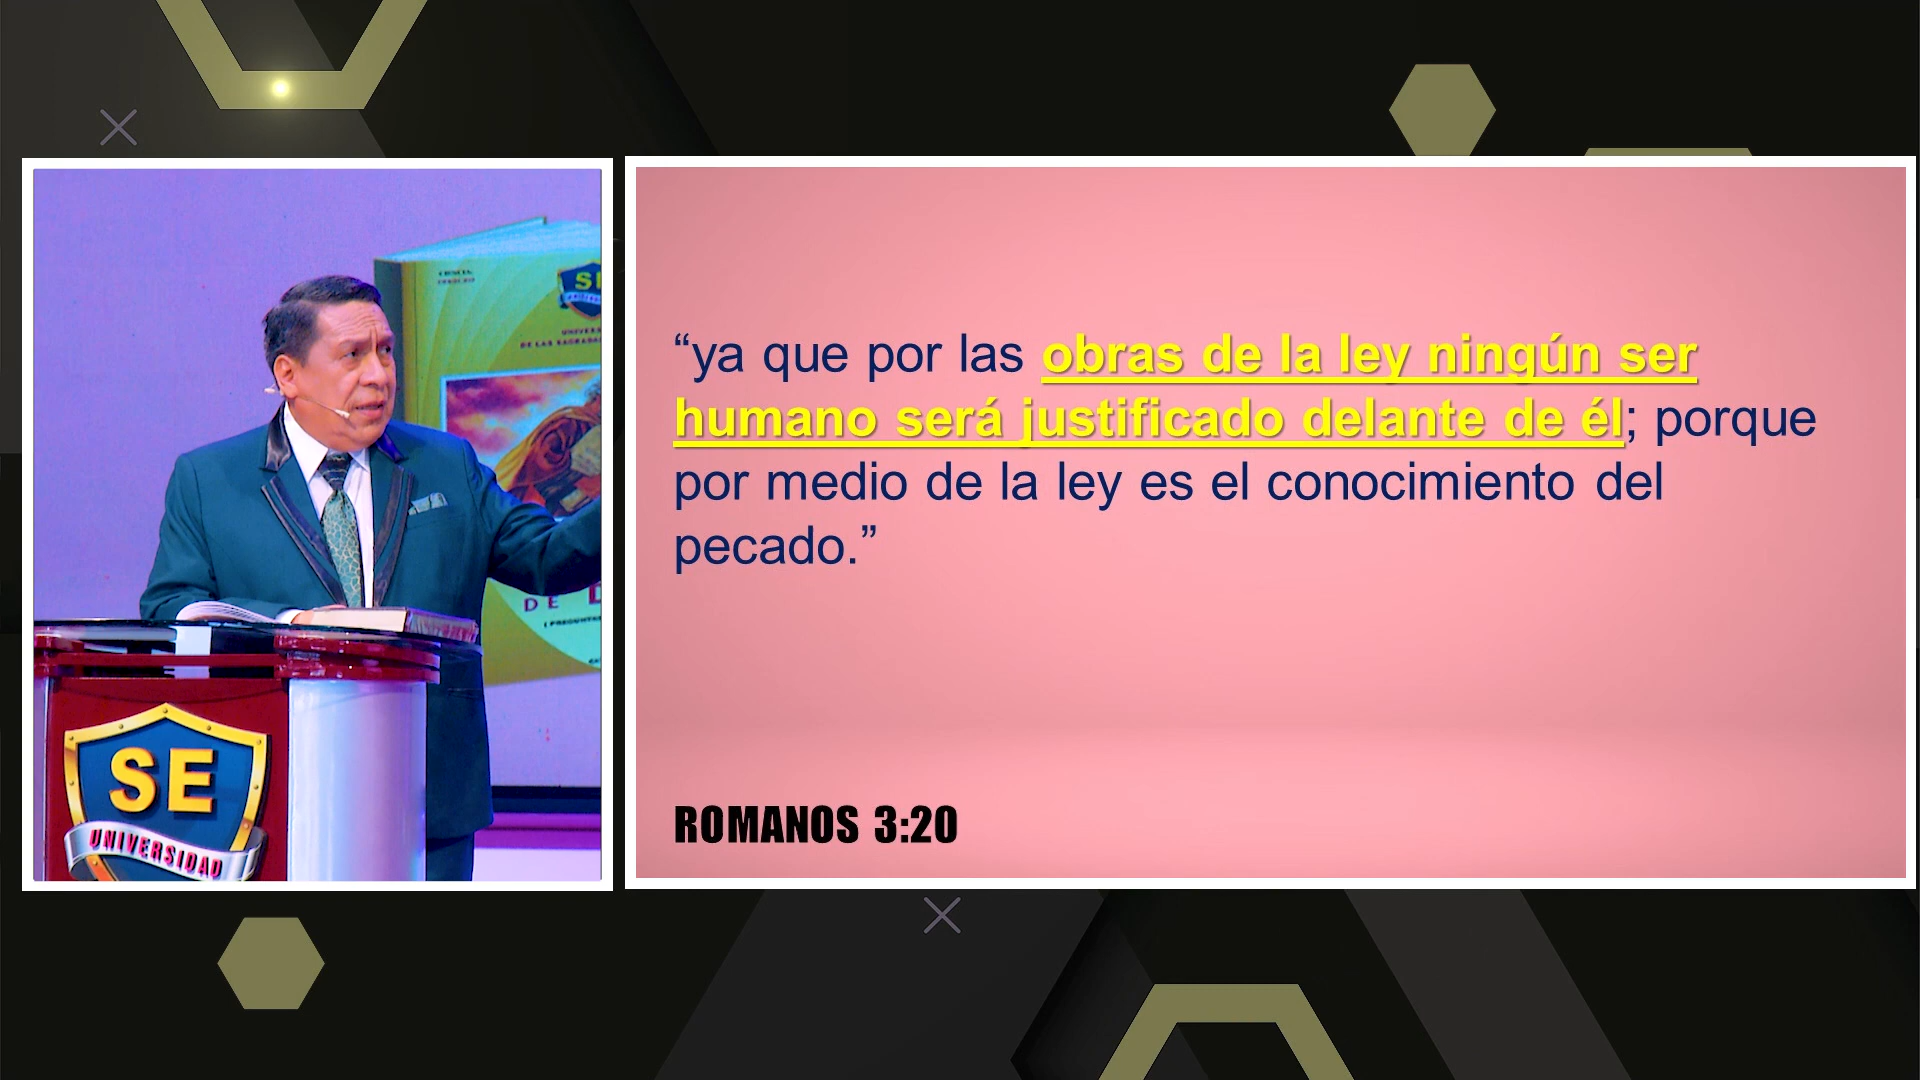 SE
UNIVERSIDAD
“ya que por las obras de la ley ningún ser
humano será justificado delante de él; porque
por medio de la ley es el conocimiento del
pecado.”
ROMANOS 3:20